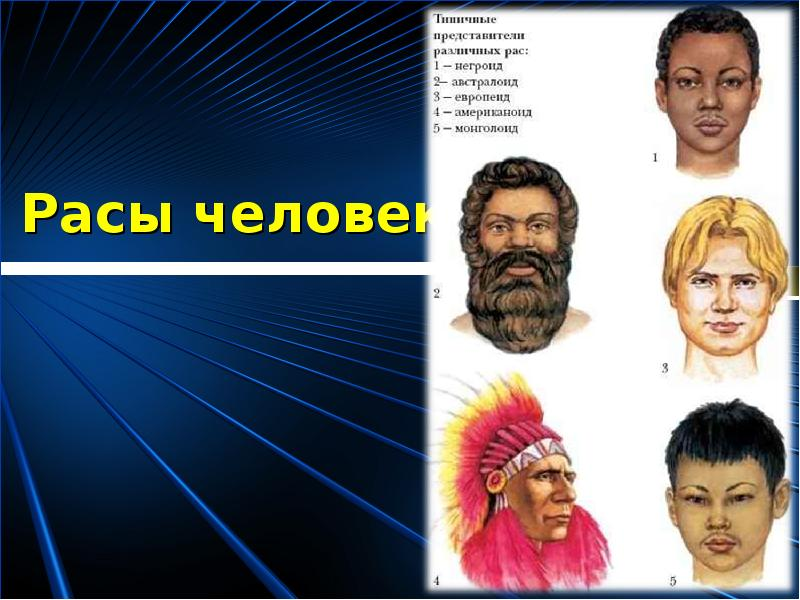 Расы человек
Типичные
представители
различных рас:
1 – негроид
2– австралоид
3 – европеид
4 – американоид
5 – монголоид
1
2
3
4
5